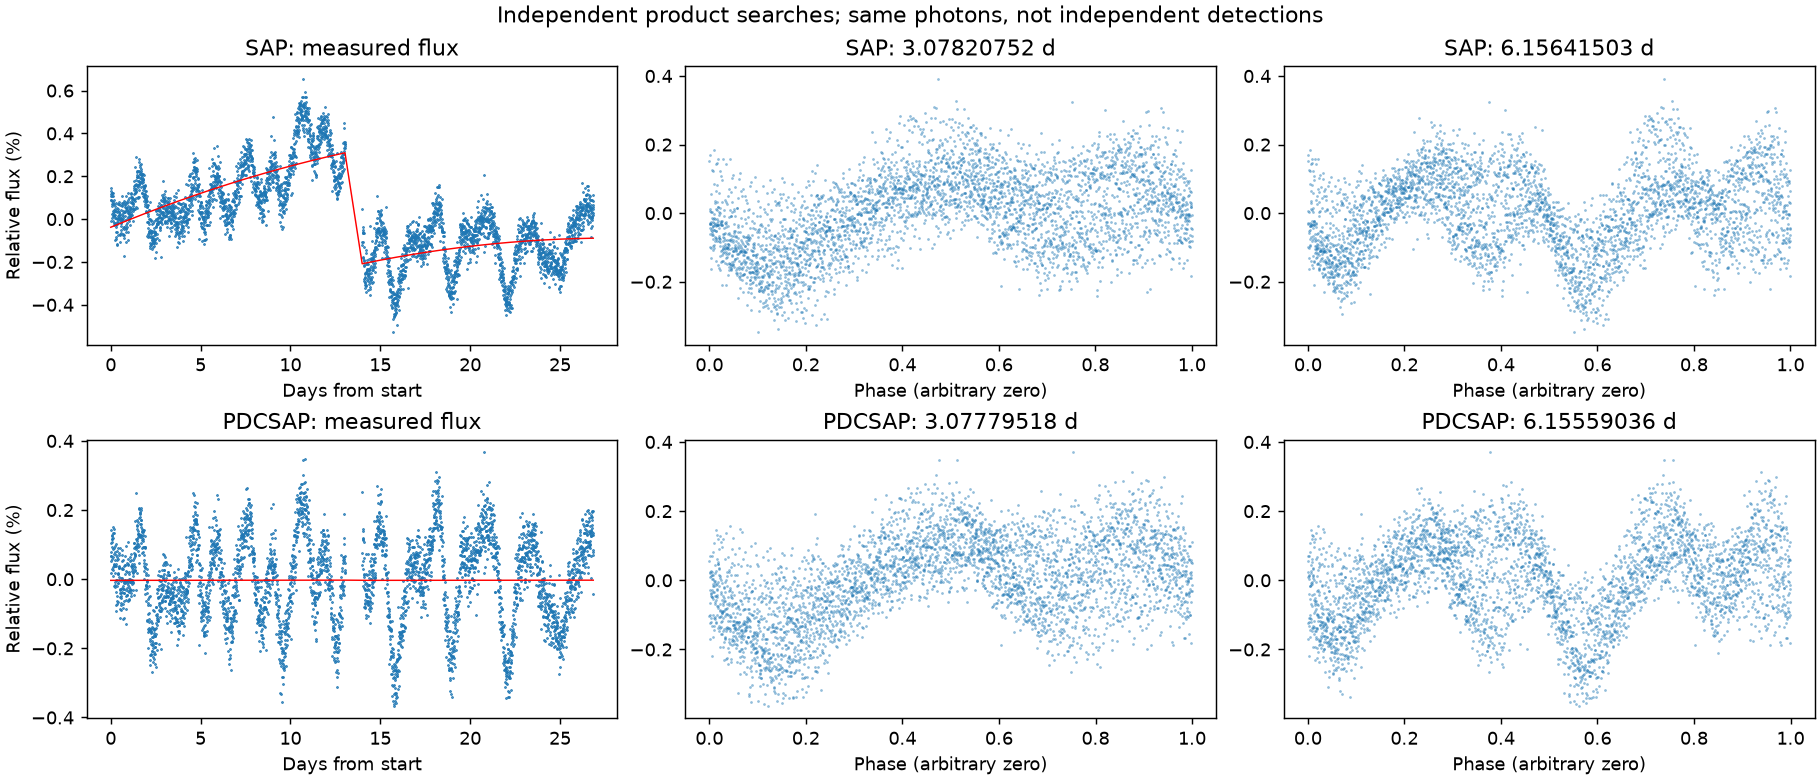 Independent product searches; same photons, not independent detections
SAP: measured flux
Relative flux (%)
0.6
0.4
0.2
0.0
−0.2
−0.4
0 5 10 15 20 25
Days from start
SAP: 3.07820752 d
0.4
0.2
0.0
−0.2
0.0 0.2 0.4 0.6 0.8 1.0
Phase (arbitrary zero)
SAP: 6.15641503 d
0.4
0.2
0.0
−0.2
0.0 0.2 0.4 0.6 0.8 1.0
Phase (arbitrary zero)
PDCSAP: measured flux
Relative flux (%)
0.4
0.2
0.0
−0.2
−0.4
0 5 10 15 20 25
Days from start
PDCSAP: 3.07779518 d
0.4
0.2
0.0
−0.2
0.0 0.2 0.4 0.6 0.8 1.0
Phase (arbitrary zero)
PDCSAP: 6.15559036 d
0.4
0.2
0.0
−0.2
0.0 0.2 0.4 0.6 0.8 1.0
Phase (arbitrary zero)